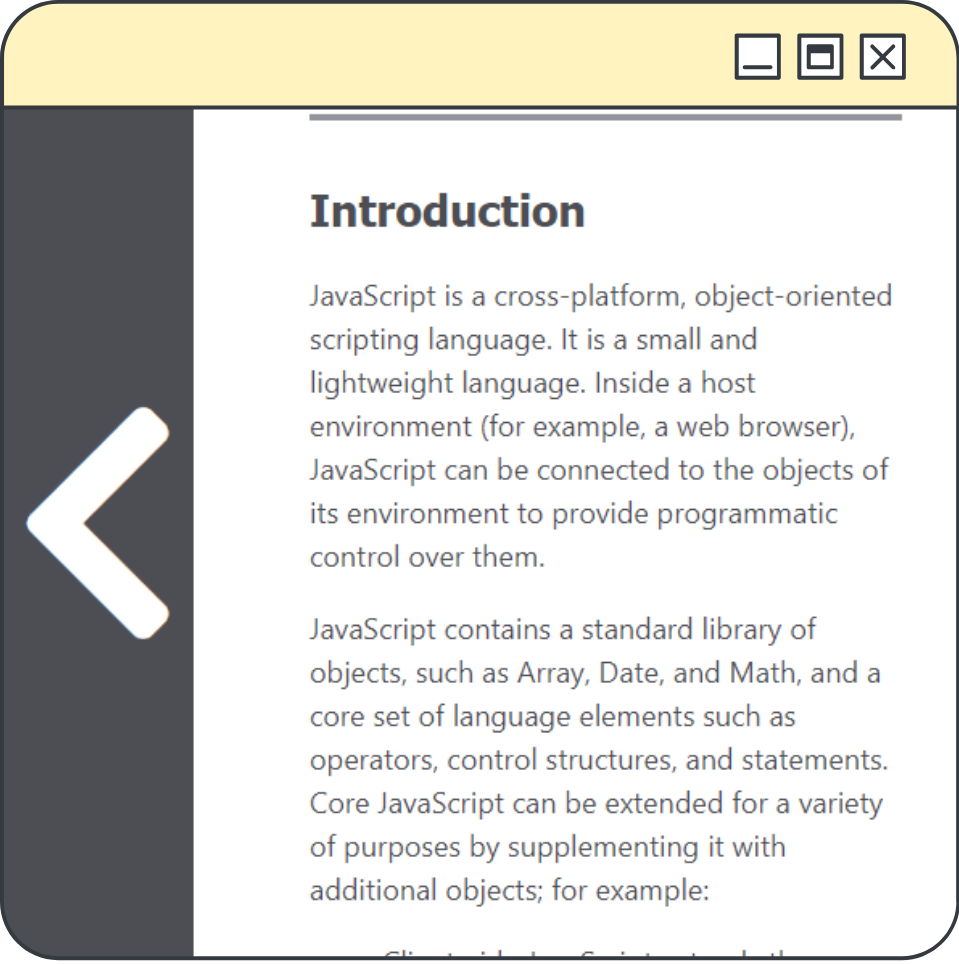 Introduction
JavaScript is a cross-platform, object-oriented
scripting language. It is a small and
lightweight language. Inside a host
environment (for example, a web browser),
JavaScript can be connected to the objects of
its environment to provide programmatic
control over them.
JavaScript contains a standard library of
objects, such as Array, Date, and Math, and a
core set of language elements such as
operators, control structures, and statements.
Core JavaScript can be extended for a variety
of purposes by supplementing it with
additional objects; for example: